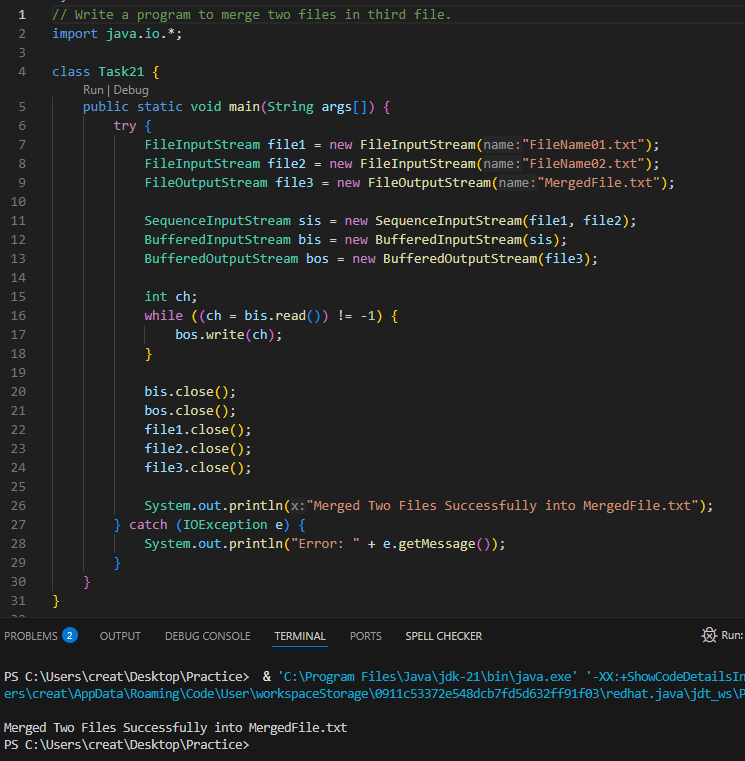 1 // Write a program to merge two files in third file.
2 import java.io.*;
3
4 class Task21 {
Run | Debug
5 public static void main(String args[]) {
6 try {
7 FileInputStream file1 = new FileInputStream(name:"FileName01.txt");
8 FileInputStream file2 = new FileInputStream(name:"FileName02.txt");
9 FileOutputStream file3 = new FileOutputStream(name:"MergedFile.txt");
10
11 SequenceInputStream sis = new SequenceInputStream(file1, file2);
12 BufferedInputStream bis = new BufferedInputStream(sis);
13 BufferedOutputStream bos = new BufferedOutputStream(file3);
14
15 int ch;
16 while ((ch = bis.read()) != -1) {
17 bos.write(ch);
18 }
19
20 bis.close();
21 bos.close();
22 file1.close();
23 file2.close();
24 file3.close();
25
26 System.out.println(x:"Merged Two Files Successfully into MergedFile.txt");
27 } catch (IOException e) {
28 System.out.println("Error: " + e.getMessage());
29 }
30 }
31 }
PROBLEMS 2 OUTPUT DEBUG CONSOLE TERMINAL PORTS SPELL CHECKER Run:
PS C:\Users\creat\Desktop\Practice> & 'C:\Program Files\Java\jdk-21\bin\java.exe' '-XX:+ShowCodeDetailsIn
ers\creat\AppData\Roaming\Code\User\workspaceStorage\0911c53372e548dcb7fd5d632ff91f03\redhat.java\jdt_ws\P
Merged Two Files Successfully into MergedFile.txt
PS C:\Users\creat\Desktop\Practice>